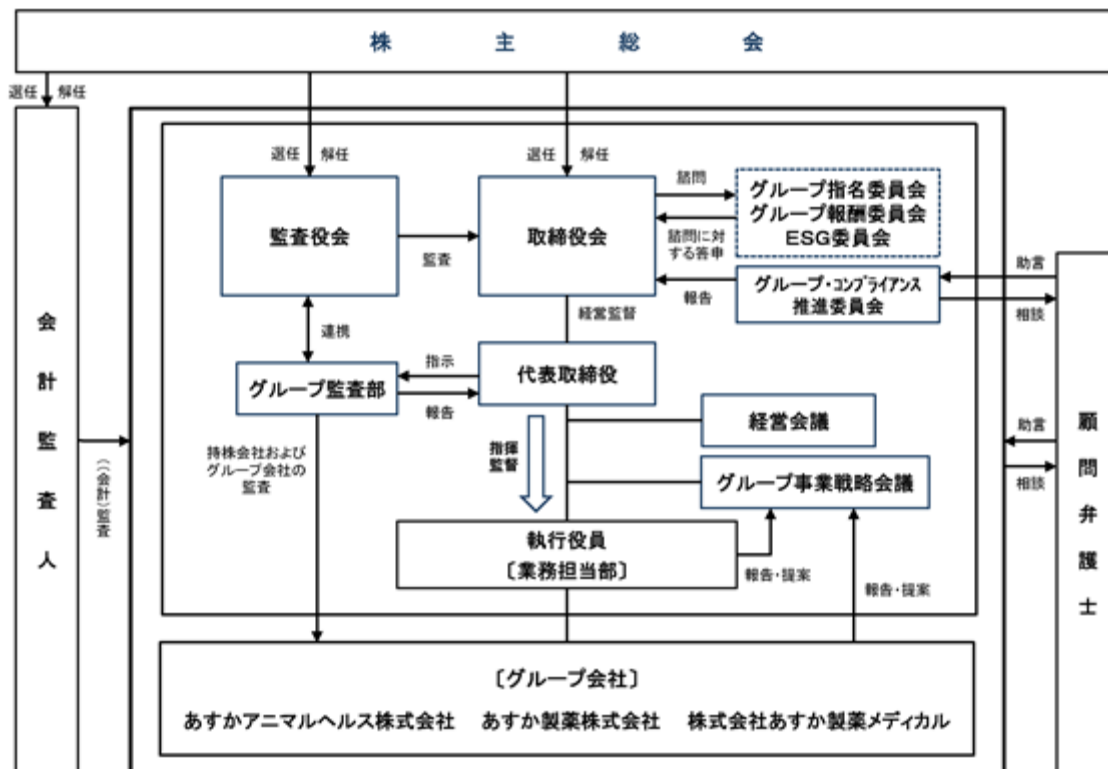 株主総会
選任 解任
選任 解任
選任 解任
監査役会
監査
取締役会
諮問
諮問に対
する答申
グループ指名委員会
グループ報酬委員会
ESG委員会
報告
グループ・コンプライアンス
推進委員会
助言
相談
連携
経営監督
グループ監査部
指示
報告
代表取締役
経営会議
グループ事業戦略会議
指揮
監督
持株会社および
グループ会社の
監査
執行役員
〔業務担当部〕
報告・提案
報告・提案
助言
相談
会計監査人
(会計)監査
顧問弁護士
〔グループ会社〕
あすかアニマルヘルス株式会社 あすか製薬株式会社 株式会社あすか製薬メディカル